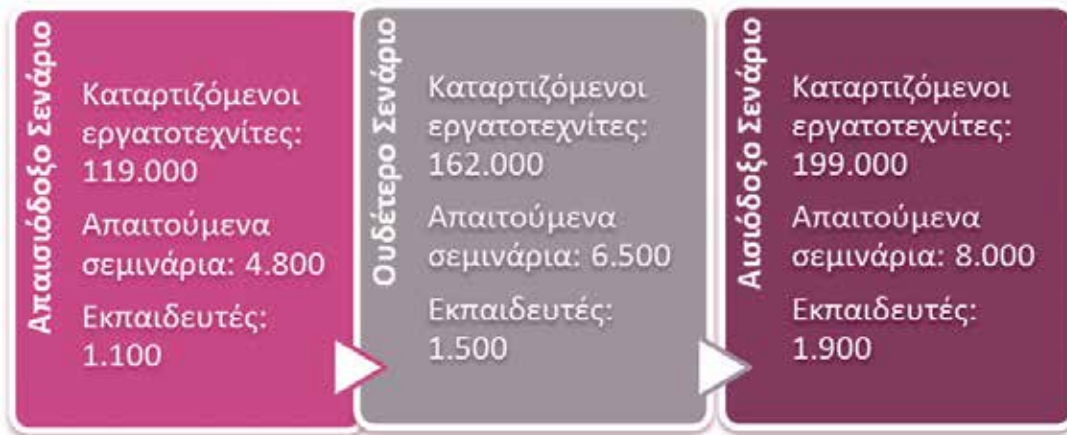 Απαισιόδοξο Σενάριο
Καταρτιζόμενοι
εργατοτεχνίτες:
119.000
Απαιτούμενα
σεμινάρια: 4.800
Εκπαιδευτές:
1.100
Ουδέτερο Σενάριο
Καταρτιζόμενοι
εργατοτεχνίτες:
162.000
Απαιτούμενα
σεμινάρια: 6.500
Εκπαιδευτές:
1.500
Αισιόδοξο Σενάριο
Καταρτιζόμενοι
εργατοτεχνίτες:
199.000
Απαιτούμενα
σεμινάρια: 8.000
Εκπαιδευτές:
1.900